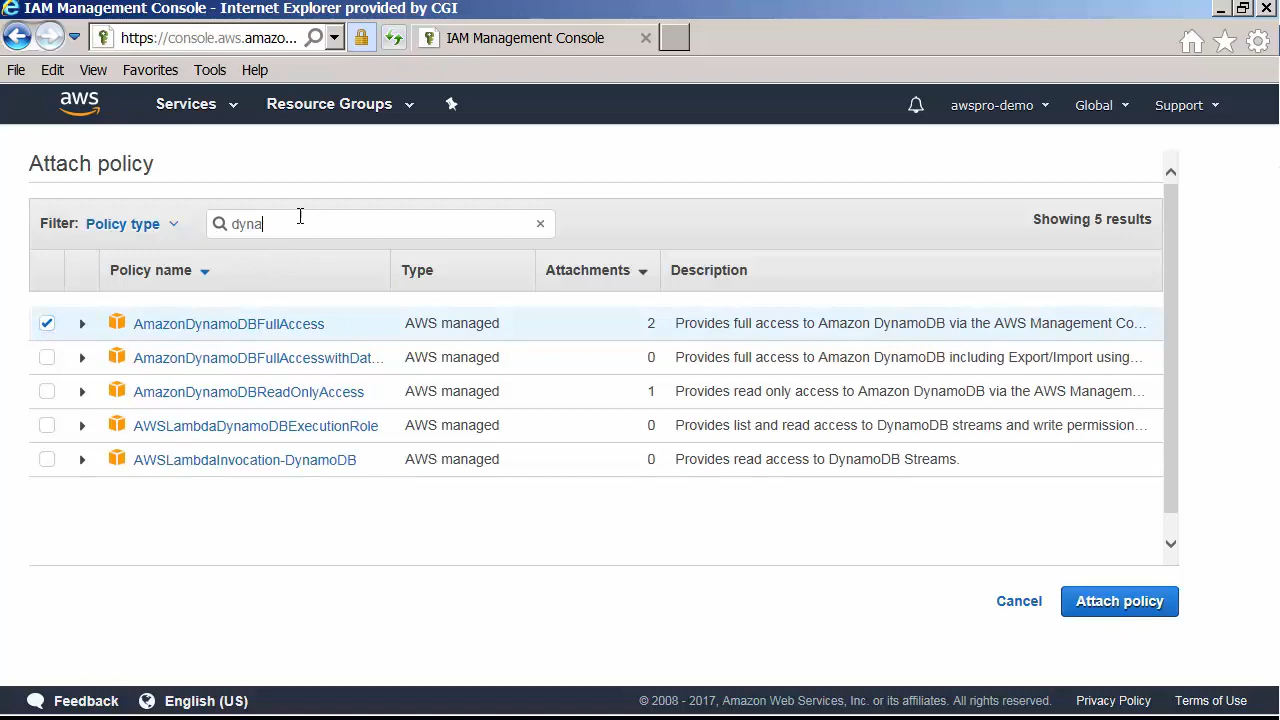 IAM Management Console - Internet Explorer provided by CGI
https://console.aws.amazo... IAM Management Console
File Edit View Favorites Tools Help
aws Services Resource Groups awspro-demo Global Support
Attach policy
Filter: Policy type dyna Showing 5 results
Policy name Type Attachments Description
AmazonDynamoDBFullAccess AWS managed 2 Provides full access to Amazon DynamoDB via the AWS Management Co...
AmazonDynamoDBFullAccesswithDat... AWS managed 0 Provides full access to Amazon DynamoDB including Export/Import using...
AmazonDynamoDBReadOnlyAccess AWS managed 1 Provides read only access to Amazon DynamoDB via the AWS Managem...
AWSLambdaDynamoDBExecutionRole AWS managed 0 Provides list and read access to DynamoDB streams and write permission...
AWSLambdaInvocation-DynamoDB AWS managed 0 Provides read access to DynamoDB Streams.
Cancel Attach policy
Feedback English (US) © 2008 - 2017, Amazon Web Services, Inc. or its affiliates. All rights reserved. Privacy Policy Terms of Use